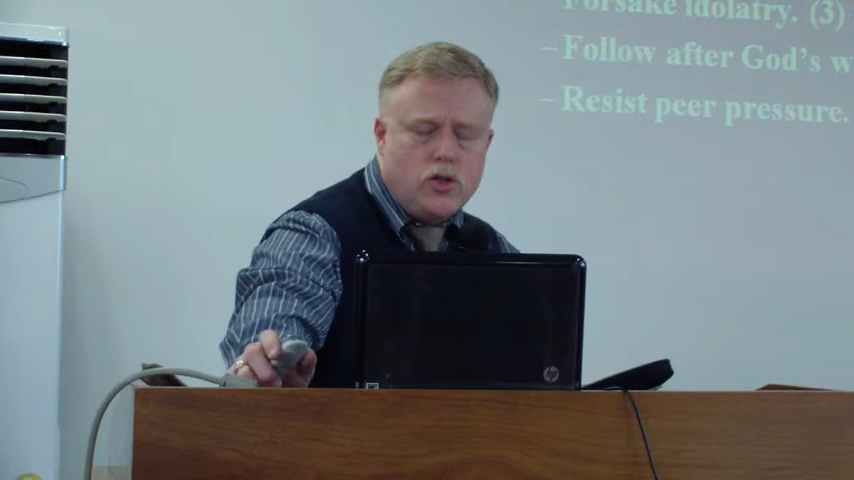 Forsake idolatry. (3)
– Follow after God's w
– Resist peer pressure.
hp